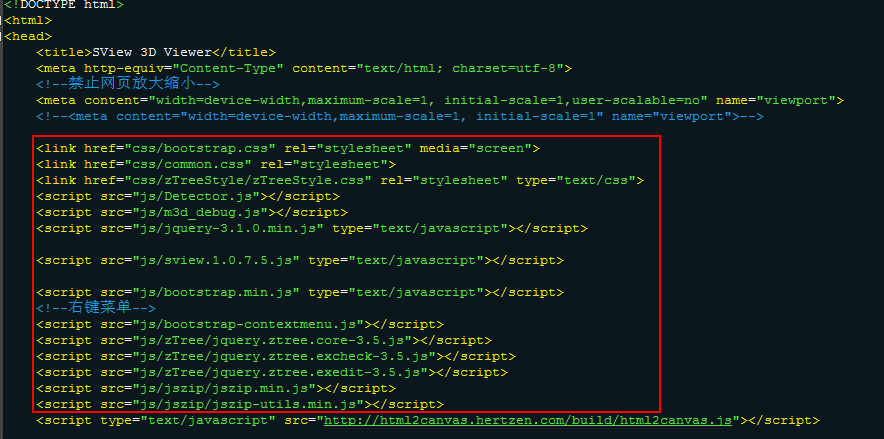 <!DOCTYPE html>
<html>
<head>
<title>SView 3D Viewer</title>
<meta http-equiv="Content-Type" content="text/html; charset=utf-8">
<!--禁止网页放大缩小-->
<meta content="width=device-width,maximum-scale=1, initial-scale=1,user-scalable=no" name="viewport">
<!--<meta content="width=device-width,maximum-scale=1, initial-scale=1" name="viewport">-->
<link href="css/bootstrap.css" rel="stylesheet" media="screen">
<link href="css/common.css" rel="stylesheet">
<link href="css/zTreeStyle/zTreeStyle.css" rel="stylesheet" type="text/css">
<script src="js/Detector.js"></script>
<script src="js/m3d_debug.js"></script>
<script src="js/jquery-3.1.0.min.js" type="text/javascript"></script>
<script src="js/sview.1.0.7.5.js" type="text/javascript"></script>
<script src="js/bootstrap.min.js" type="text/javascript"></script>
<!--右键菜单-->
<script src="js/bootstrap-contextmenu.js"></script>
<script src="js/zTree/jquery.ztree.core-3.5.js"></script>
<script src="js/zTree/jquery.ztree.excheck-3.5.js"></script>
<script src="js/zTree/jquery.ztree.exedit-3.5.js"></script>
<script src="js/jszip/jszip.min.js"></script>
<script src="js/jszip/jszip-utils.min.js"></script>
<script type="text/javascript" src="http://html2canvas.hertzen.com/build/html2canvas.js"></script>